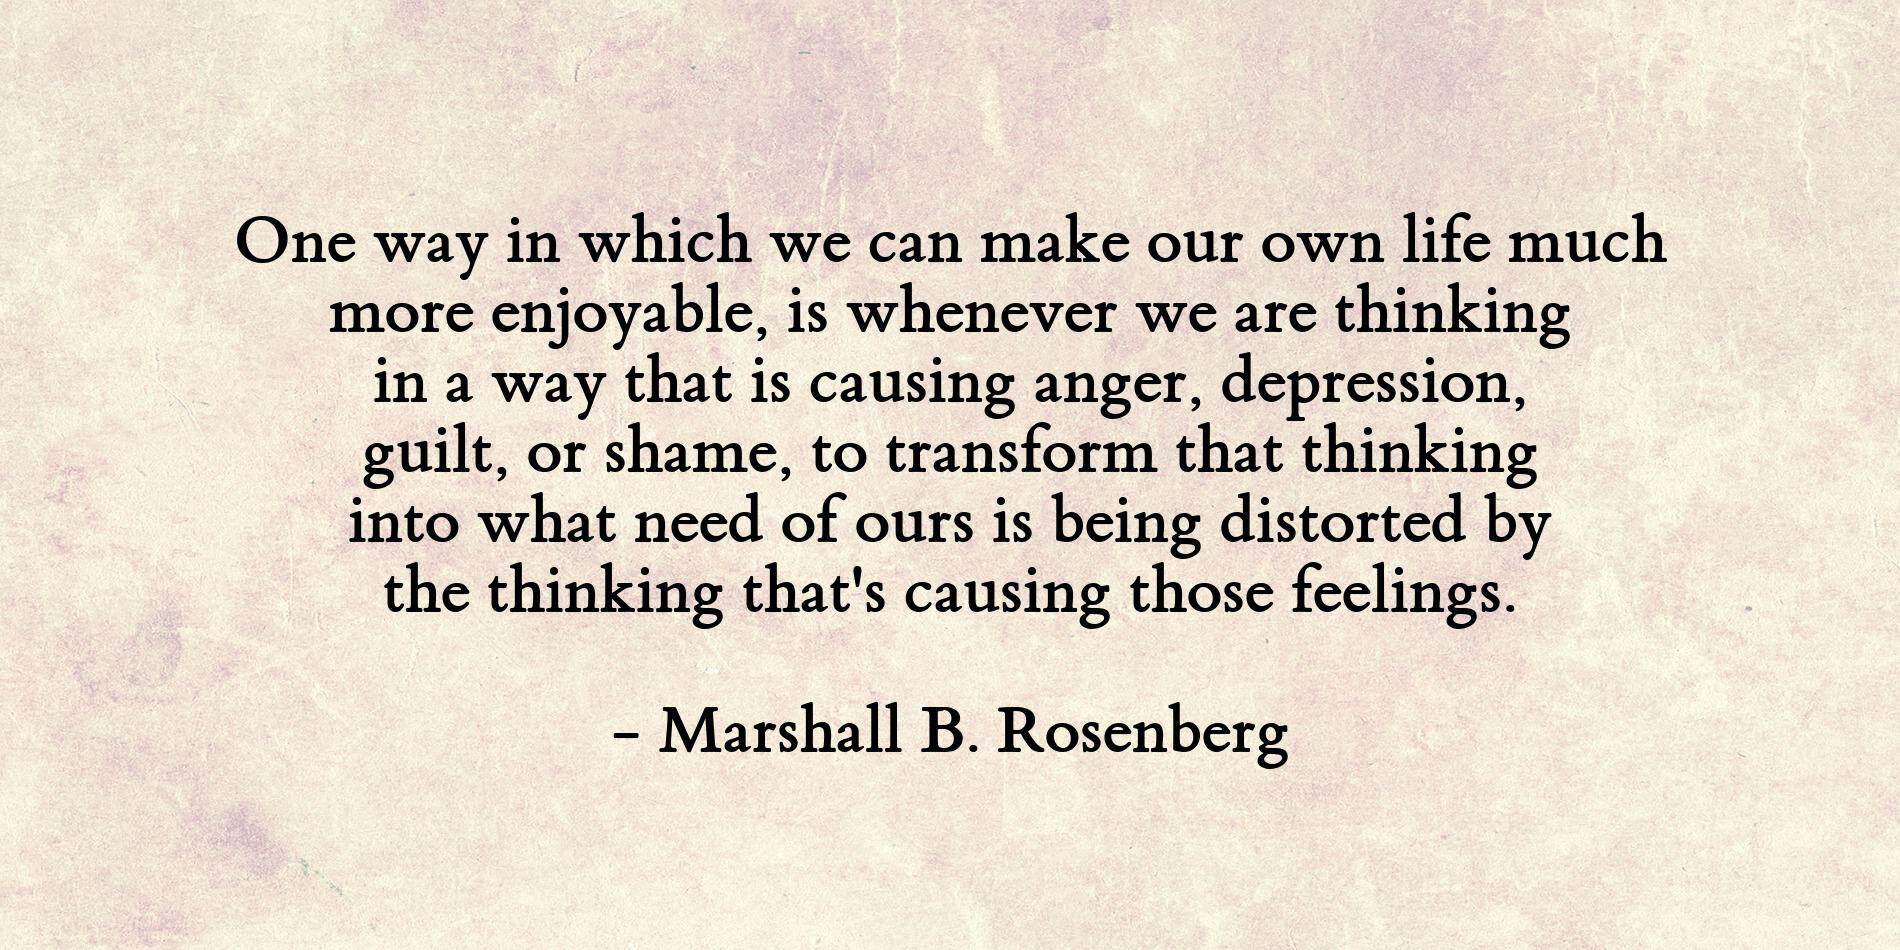 One way in which we can make our own life much
more enjoyable, is whenever we are thinking
in a way that is causing anger, depression,
guilt, or shame, to transform that thinking
into what need of ours is being distorted by
the thinking that's causing those feelings.
- Marshall B. Rosenberg